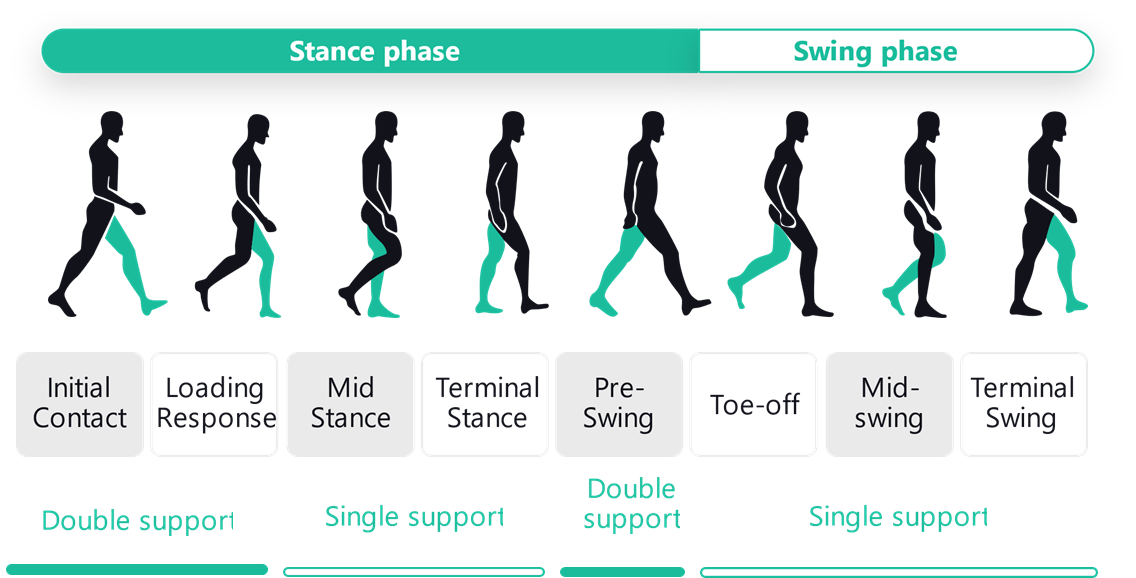 Stance phase
Swing phase
Initial
Contact
Loading
Response
Mid
Stance
Terminal
Stance
Pre-
Swing
Toe-off
Mid-
swing
Terminal
Swing
Double support
Single support
Double
support
Single support